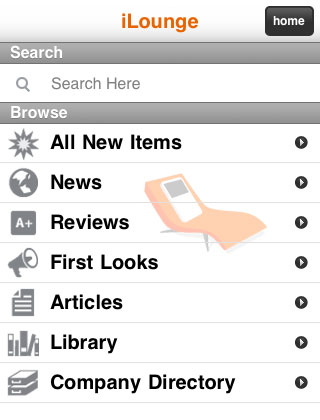 iLounge
home
Search
Search Here
Browse
All New Items
News
A+
Reviews
First Looks
Articles
Library
Company Directory